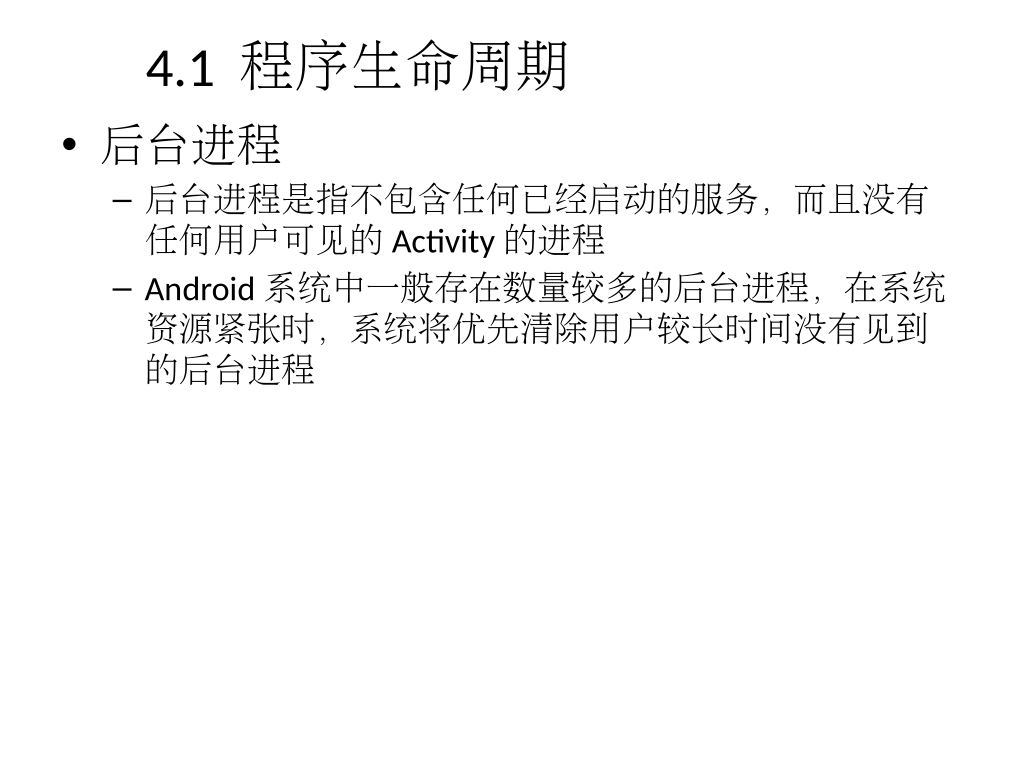 4.1 程序生命周期
• 后台进程
– 后台进程是指不包含任何已经启动的服务，而且没有
任何用户可见的 Activity 的进程
– Android 系统中一般存在数量较多的后台进程，在系统
资源紧张时，系统将优先清除用户较长时间没有见到
的后台进程